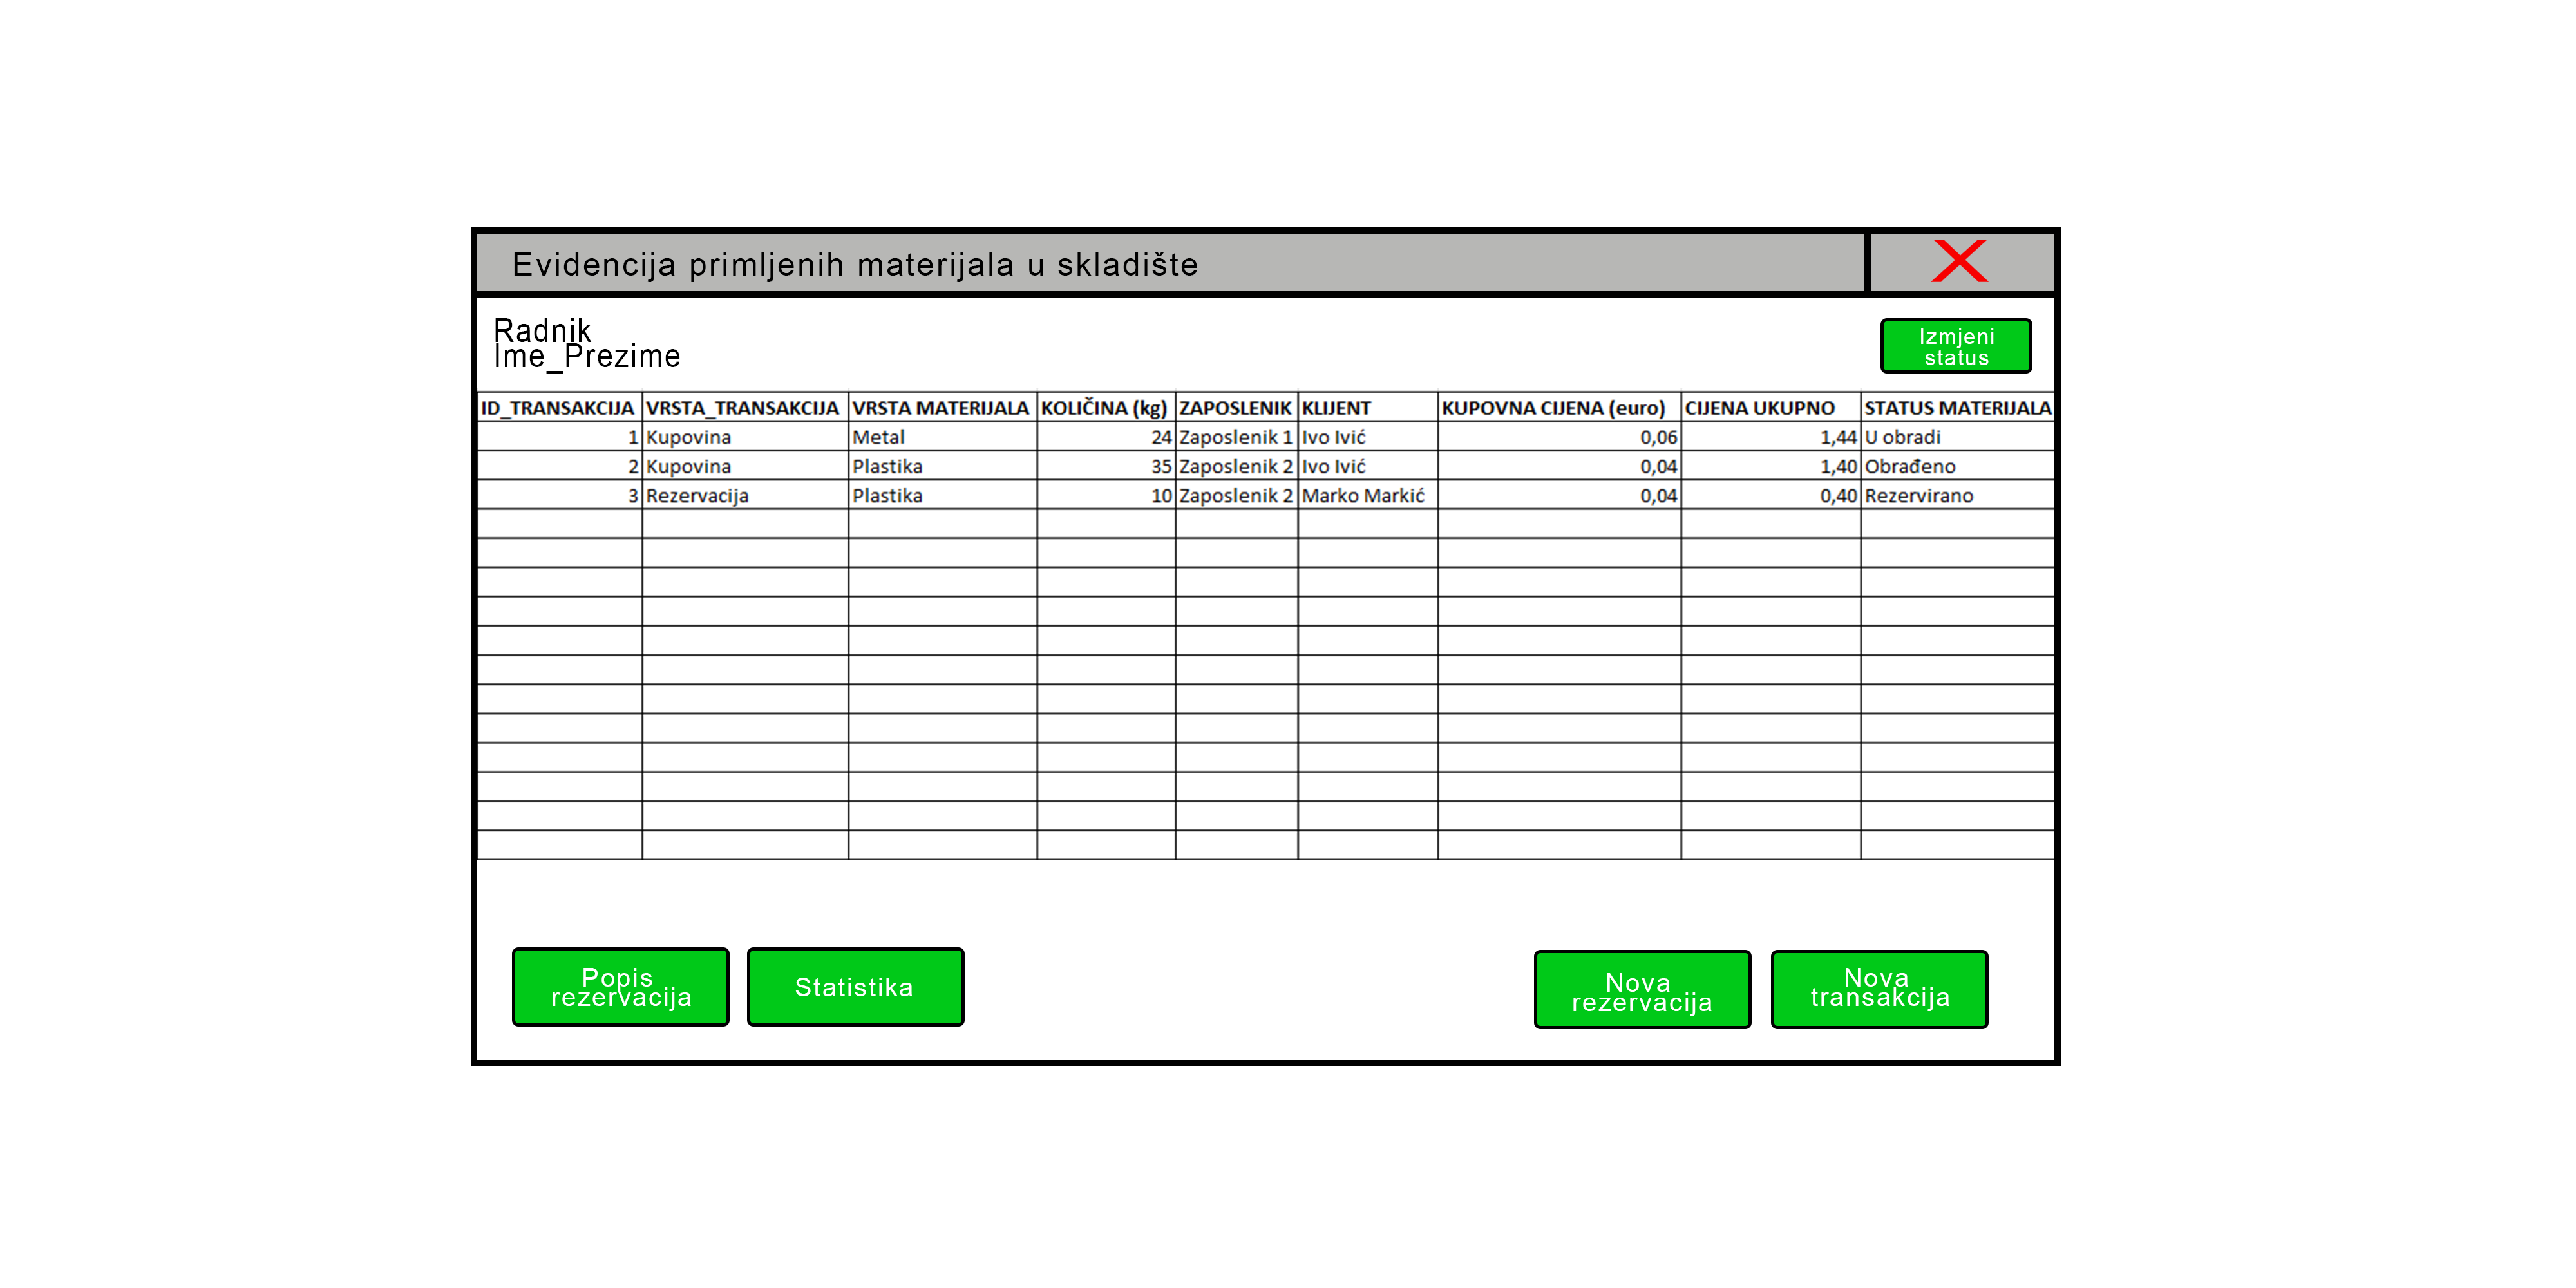 Evidencija primljenih materijala u skladište
Radnik
Ime_Prezime
Izmjeni
status
ID_TRANSAKCIJA VRSTA_TRANSAKCIJA VRSTA MATERIJALA KOLIČINA (kg) ZAPOSLENIK KLIJENT KUPOVNA CIJENA (euro) CIJENA UKUPNO STATUS MATERIJALA
1 Kupovina Metal 24 Zaposlenik 1 Ivo Ivić 0,06 1,44 U obradi
2 Kupovina Plastika 35 Zaposlenik 2 Ivo Ivić 0,04 1,40 Obrađeno
3 Rezervacija Plastika 10 Zaposlenik 2 Marko Markić 0,04 0,40 Rezervirano
Popis
rezervacija
Statistika
Nova
rezervacija
Nova
transakcija